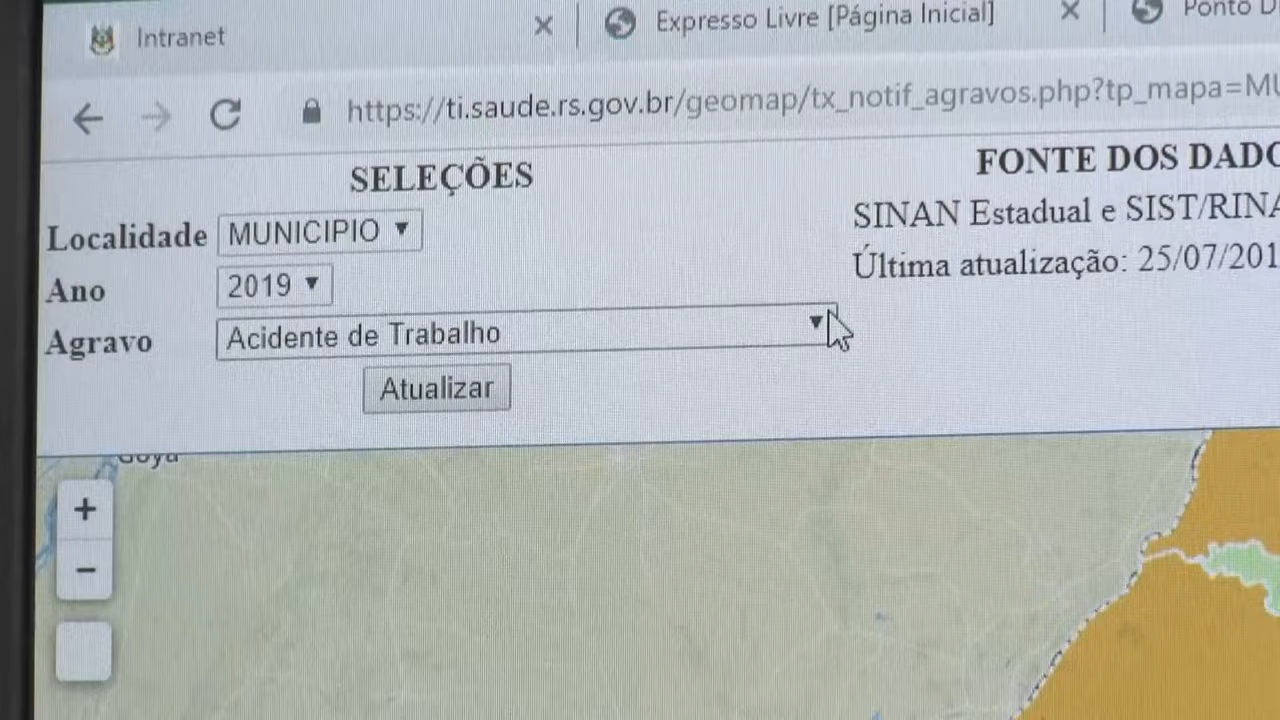 Intranet
Expresso Livre [Página Inicial]
Ponto D
https://ti.saude.rs.gov.br/geomap/tx_notif_agravos.php?tp_mapa=MU
SELEÇÕES
FONTE DOS DADO
Localidade MUNICIPIO
SINAN Estadual e SIST/RINA
Ano 2019
Última atualização: 25/07/201
Agravo Acidente de Trabalho
Atualizar
Goya
+
−